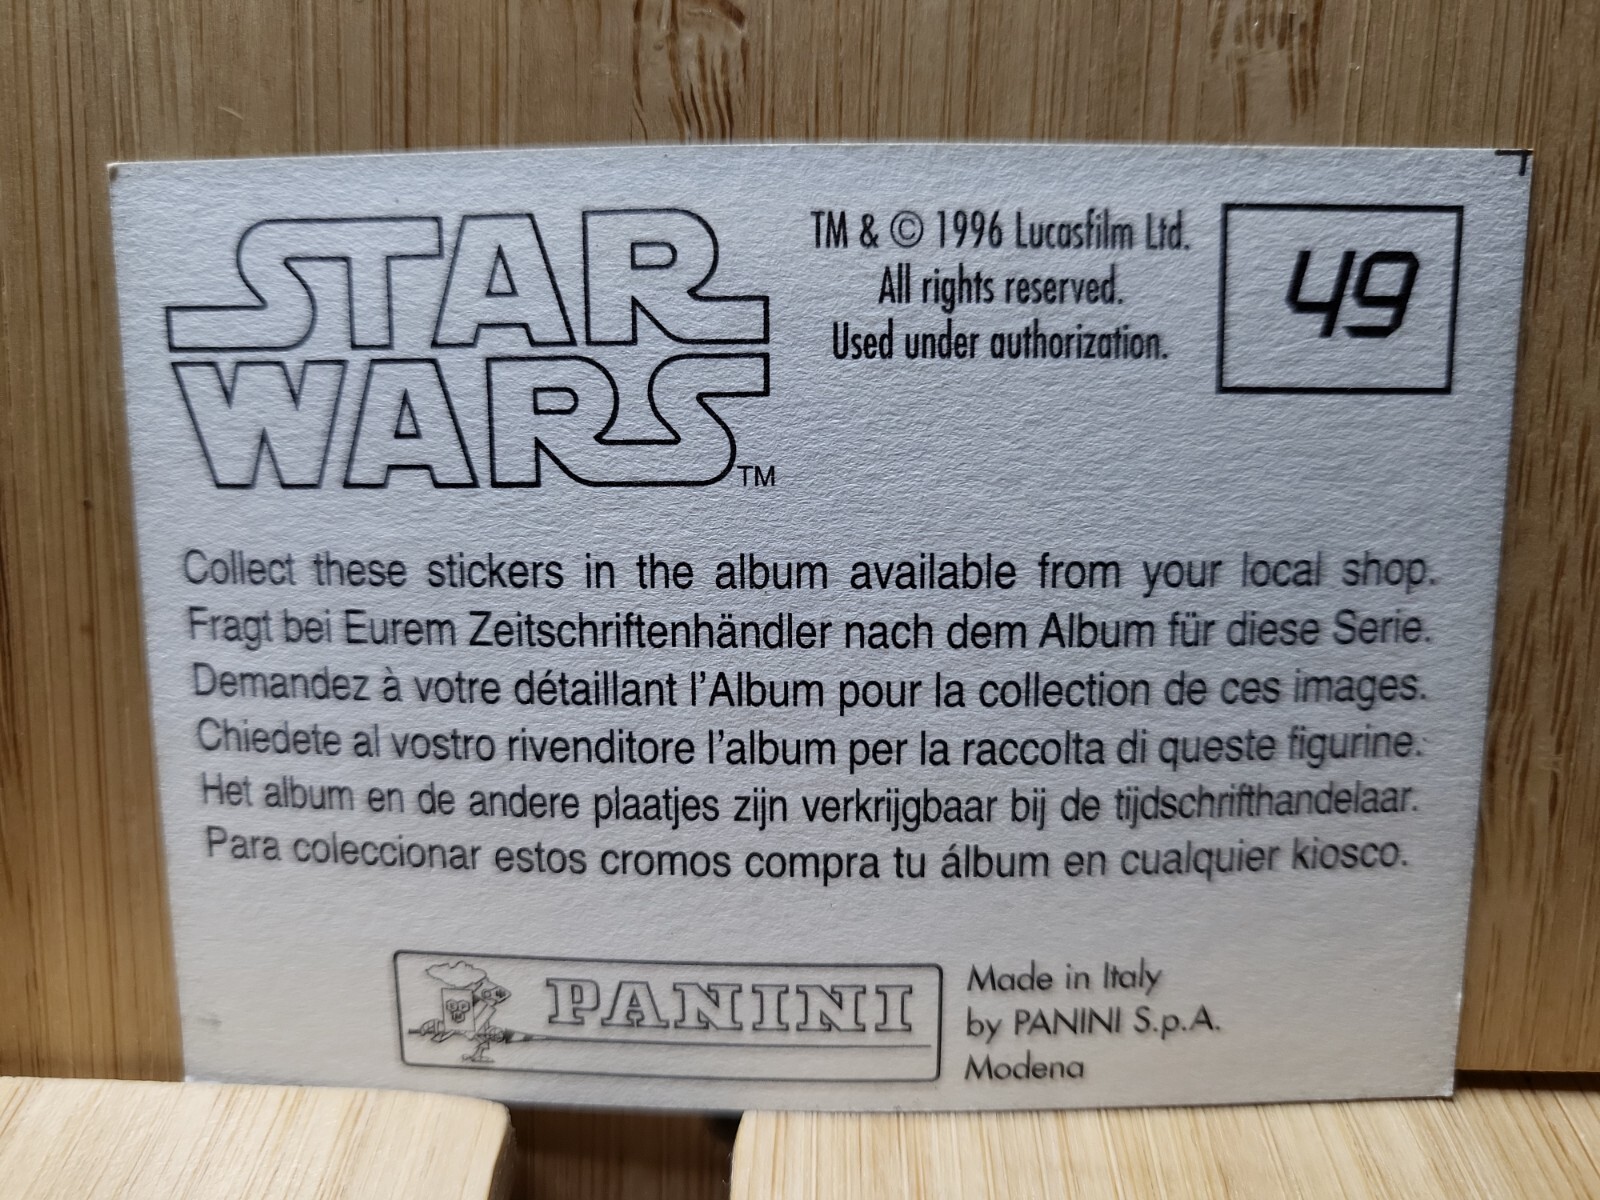 STAR
WARS TM
TM & © 1996 Lucasfilm Ltd.
All rights reserved.
Used under authorization.
49
Collect these stickers in the album available from your local shop.
Fragt bei Eurem Zeitschriftenhändler nach dem Album für diese Serie.
Demandez à votre détaillant l'Album pour la collection de ces images.
Chiedete al vostro rivenditore l'album per la raccolta di queste figurine.
Het album en de andere plaatjes zijn verkrijgbaar bij de tijdschrifthandelaar.
Para coleccionar estos cromos compra tu álbum en cualquier kiosco.
PANINI
Made in Italy
by PANINI S.p.A.
Modena